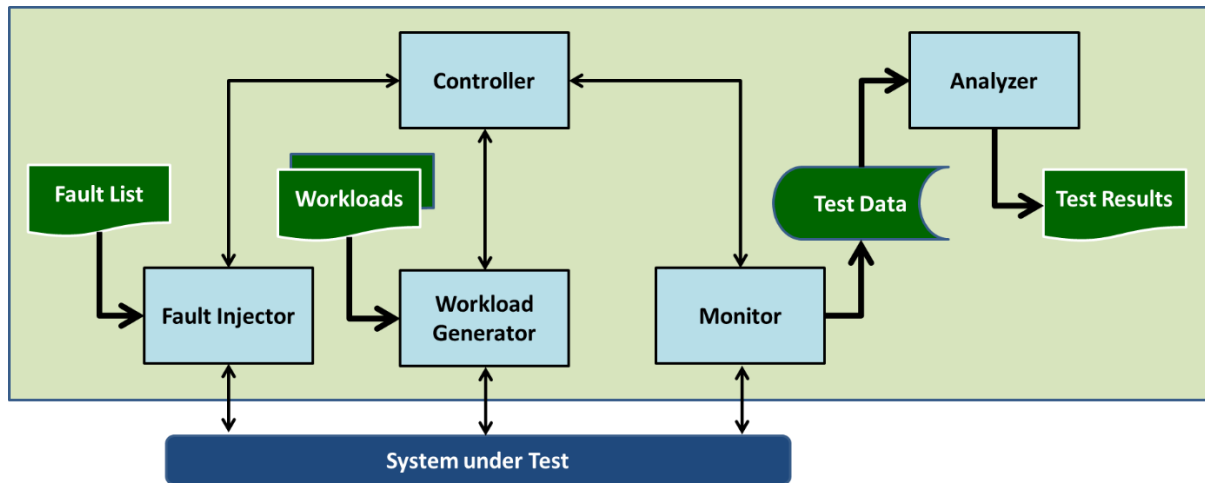 Controller
Analyzer
Fault List
Workloads
Test Data
Test Results
Fault Injector
Workload
Generator
Monitor
System under Test